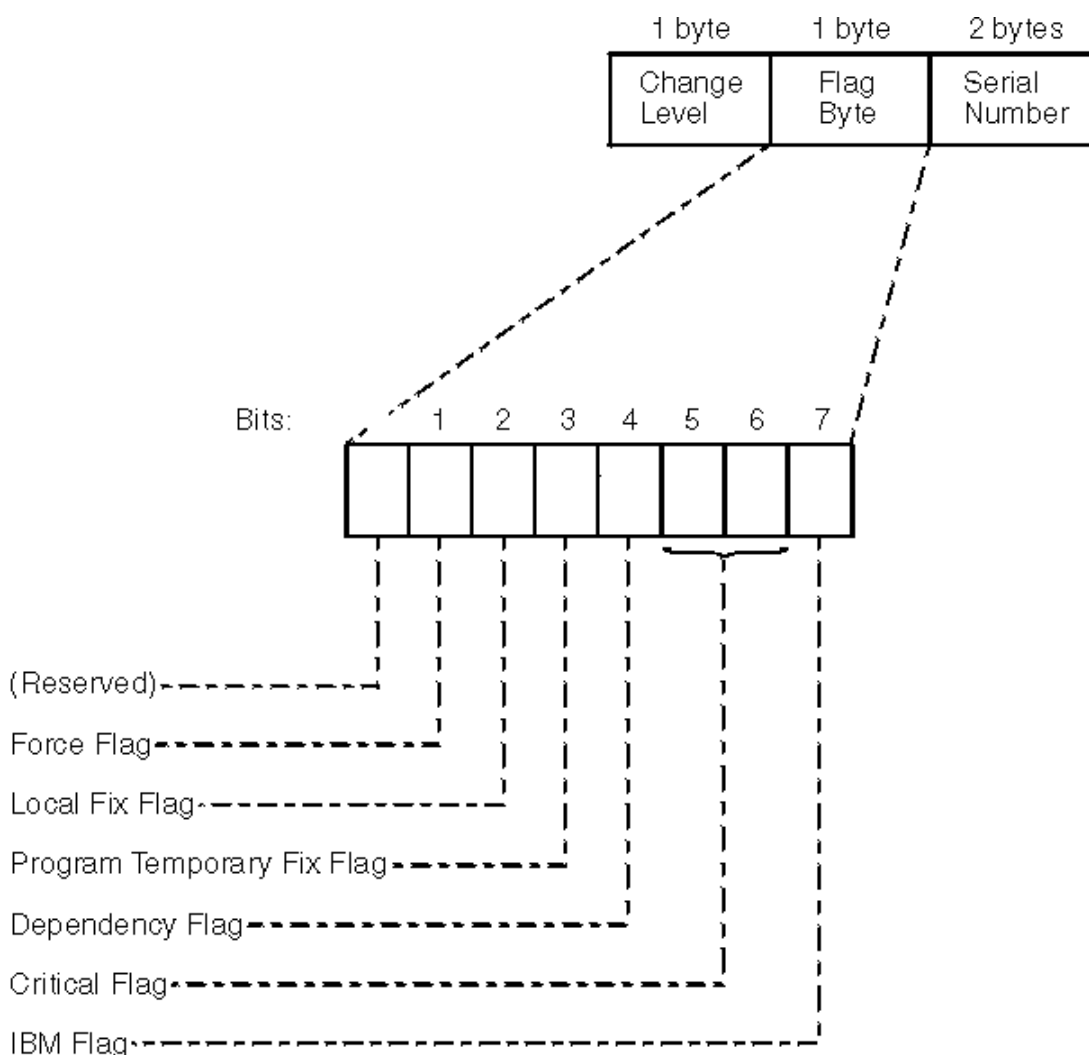 1 byte 1 byte 2 bytes
Change Level
Flag Byte
Serial Number
Bits: 1 2 3 4 5 6 7
(Reserved)
Force Flag
Local Fix Flag
Program Temporary Fix Flag
Dependency Flag
Critical Flag
IBM Flag